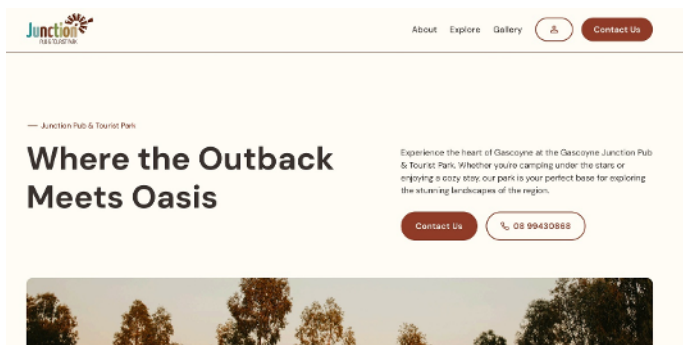 Junction
PUB & TOURIST PARK
About
Explore
Gallery
Contact Us
Junction Pub & Tourist Park
Where the Outback
Meets Oasis
Experience the heart of Gascoyne at the Gascoyne Junction Pub
& Tourist Park. Whether you're camping under the stars or
enjoying a cozy stay, our park is your perfect base for exploring
the stunning landscapes of the region.
Contact Us
08 99430868